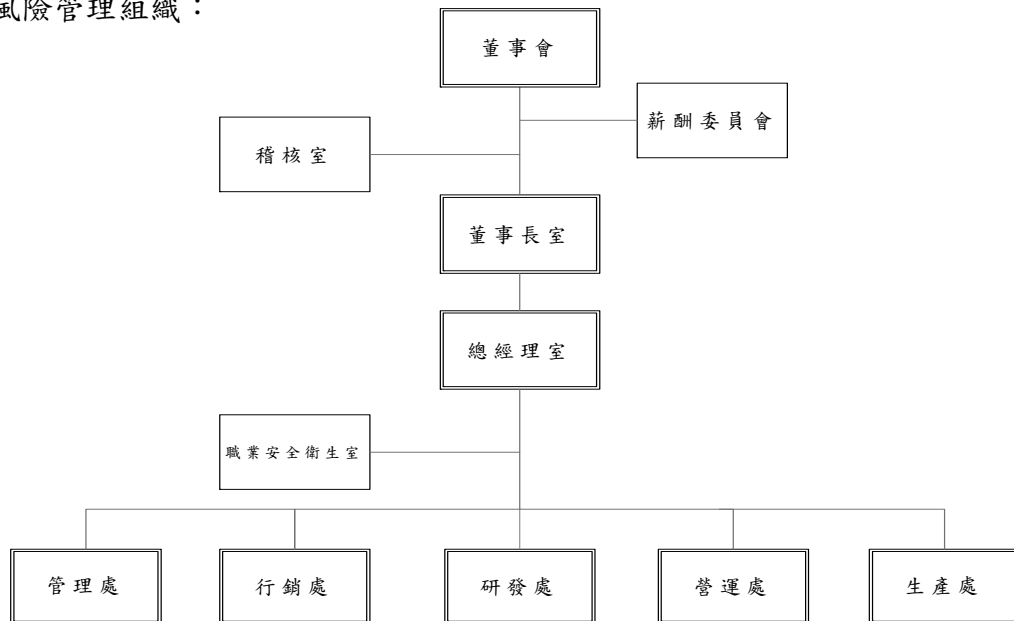 風險管理組織：
董事會
薪酬委員會
稽核室
董事長室
總經理室
職業安全衛生室
管理處
行銷處
研發處
營運處
生產處